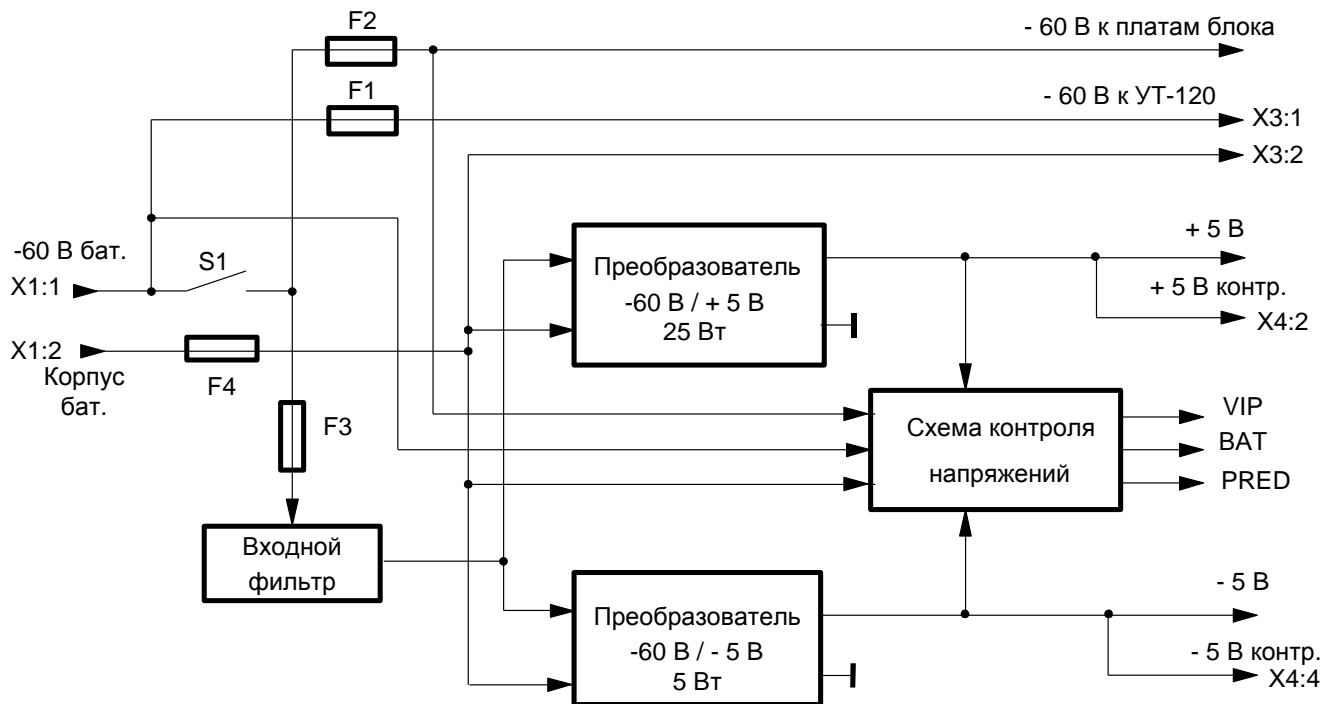 F2
- 60 В к платам блока
F1
- 60 В к УТ-120
X3:1
X3:2
-60 В бат.
S1
X1:1
X1:2
Корпус
бат.
F4
F3
Входной
фильтр
Преобразователь
-60 В / + 5 В
25 Вт
+ 5 В
+ 5 В контр.
X4:2
Схема контроля
напряжений
VIP
BAT
PRED
Преобразователь
-60 В / - 5 В
5 Вт
- 5 В
- 5 В контр.
X4:4